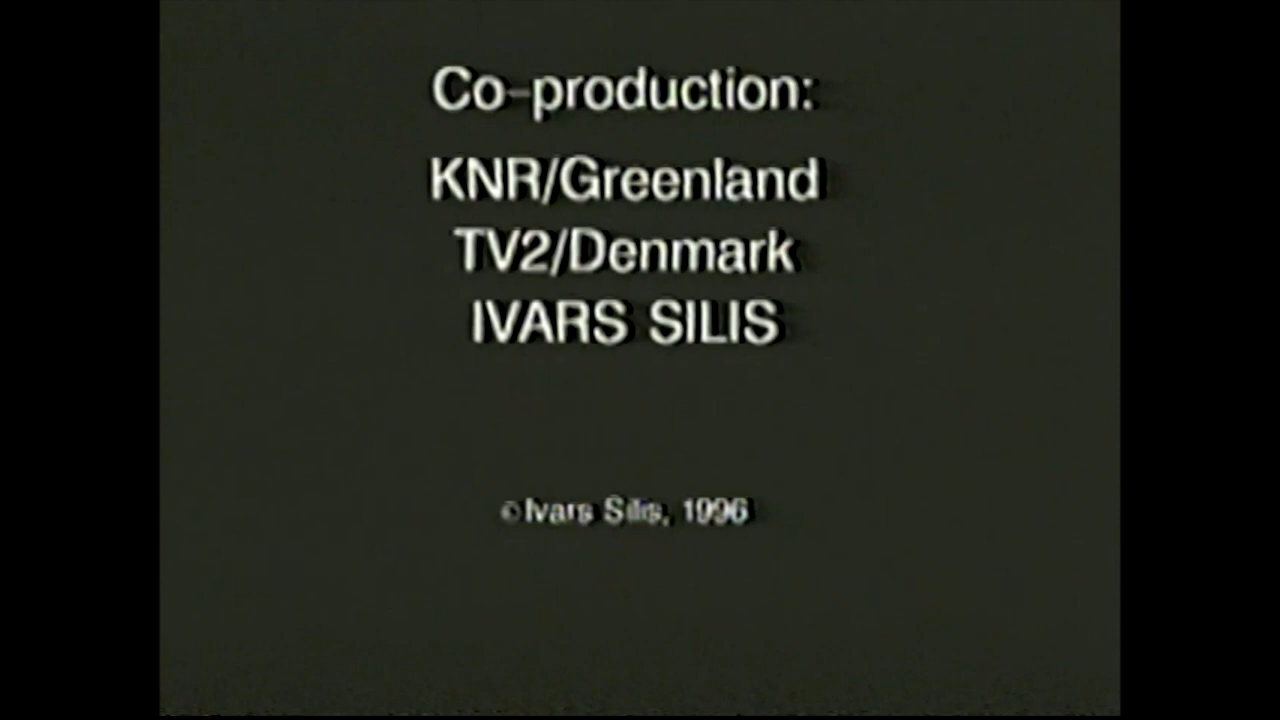 Co-production:
KNR/Greenland
TV2/Denmark
IVARS SILIS
©Ivars Silis, 1996